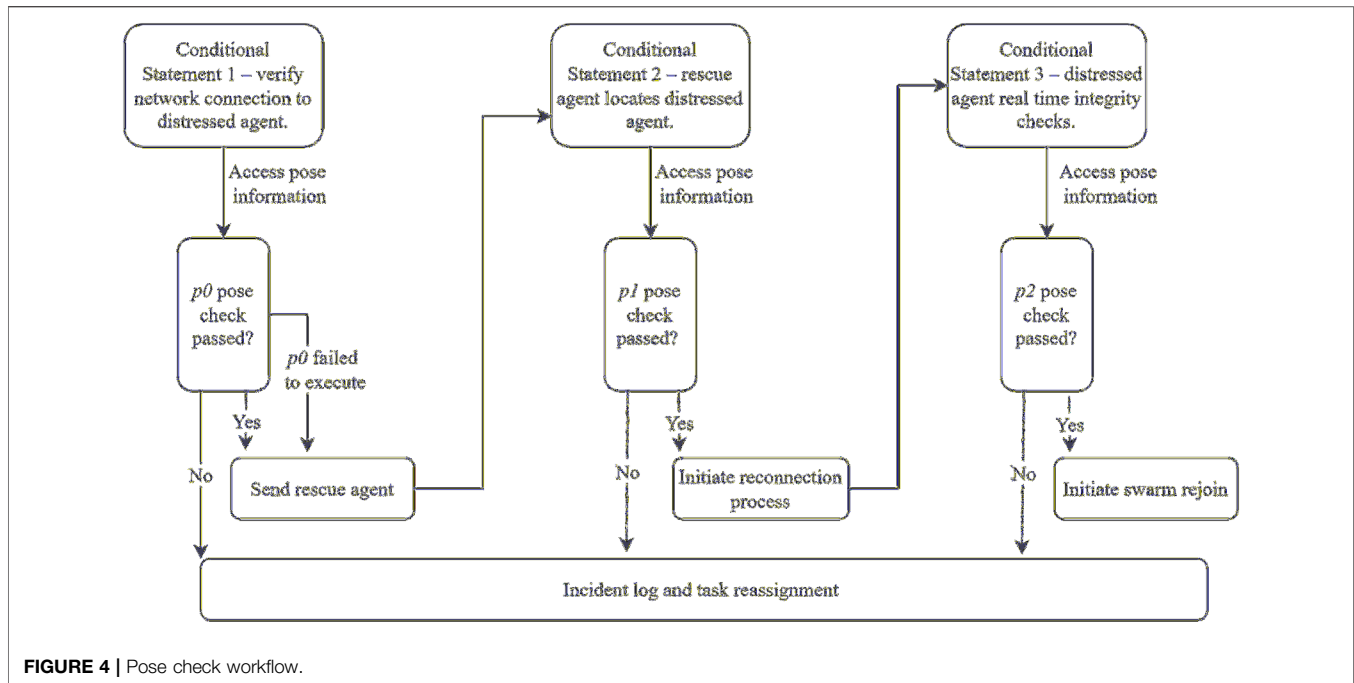 Conditional
Statement 1 – verify
network connection to
distressed agent.
Access pose
information
p0 pose
check
passed?
p0 failed
to execute
Yes
No
Send rescue agent
Conditional
Statement 2 – rescue
agent locates distressed
agent.
Access pose
information
p1 pose
check
passed?
Yes
No
Initiate reconnection
process
Conditional
Statement 3 – distressed
agent real time integrity
checks.
Access pose
information
p2 pose
check
passed?
Yes
No
Initiate swarm rejoin
Incident log and task reassignment
FIGURE 4 | Pose check workflow.